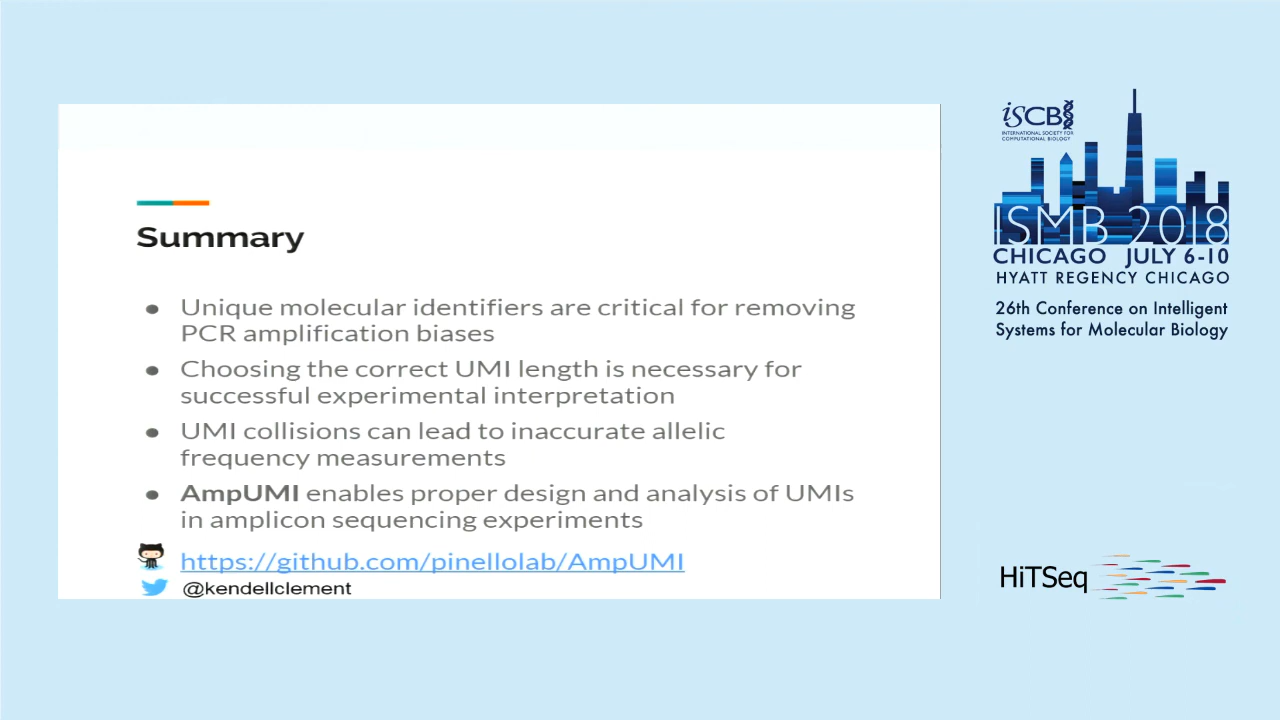 Summary
Unique molecular identifiers are critical for removing
PCR amplification biases
Choosing the correct UMI length is necessary for
successful experimental interpretation
UMI collisions can lead to inaccurate allelic
frequency measurements
AmpUMI enables proper design and analysis of UMIs
in amplicon sequencing experiments
https://github.com/pinellolab/AmpUMI
@kendellclement
iSCB
INTERNATIONAL SOCIETY FOR
COMPUTATIONAL BIOLOGY
ISMB 2018
CHICAGO JULY 6-10
HYATT REGENCY CHICAGO
26th Conference on Intelligent
Systems for Molecular Biology
HiTSeq